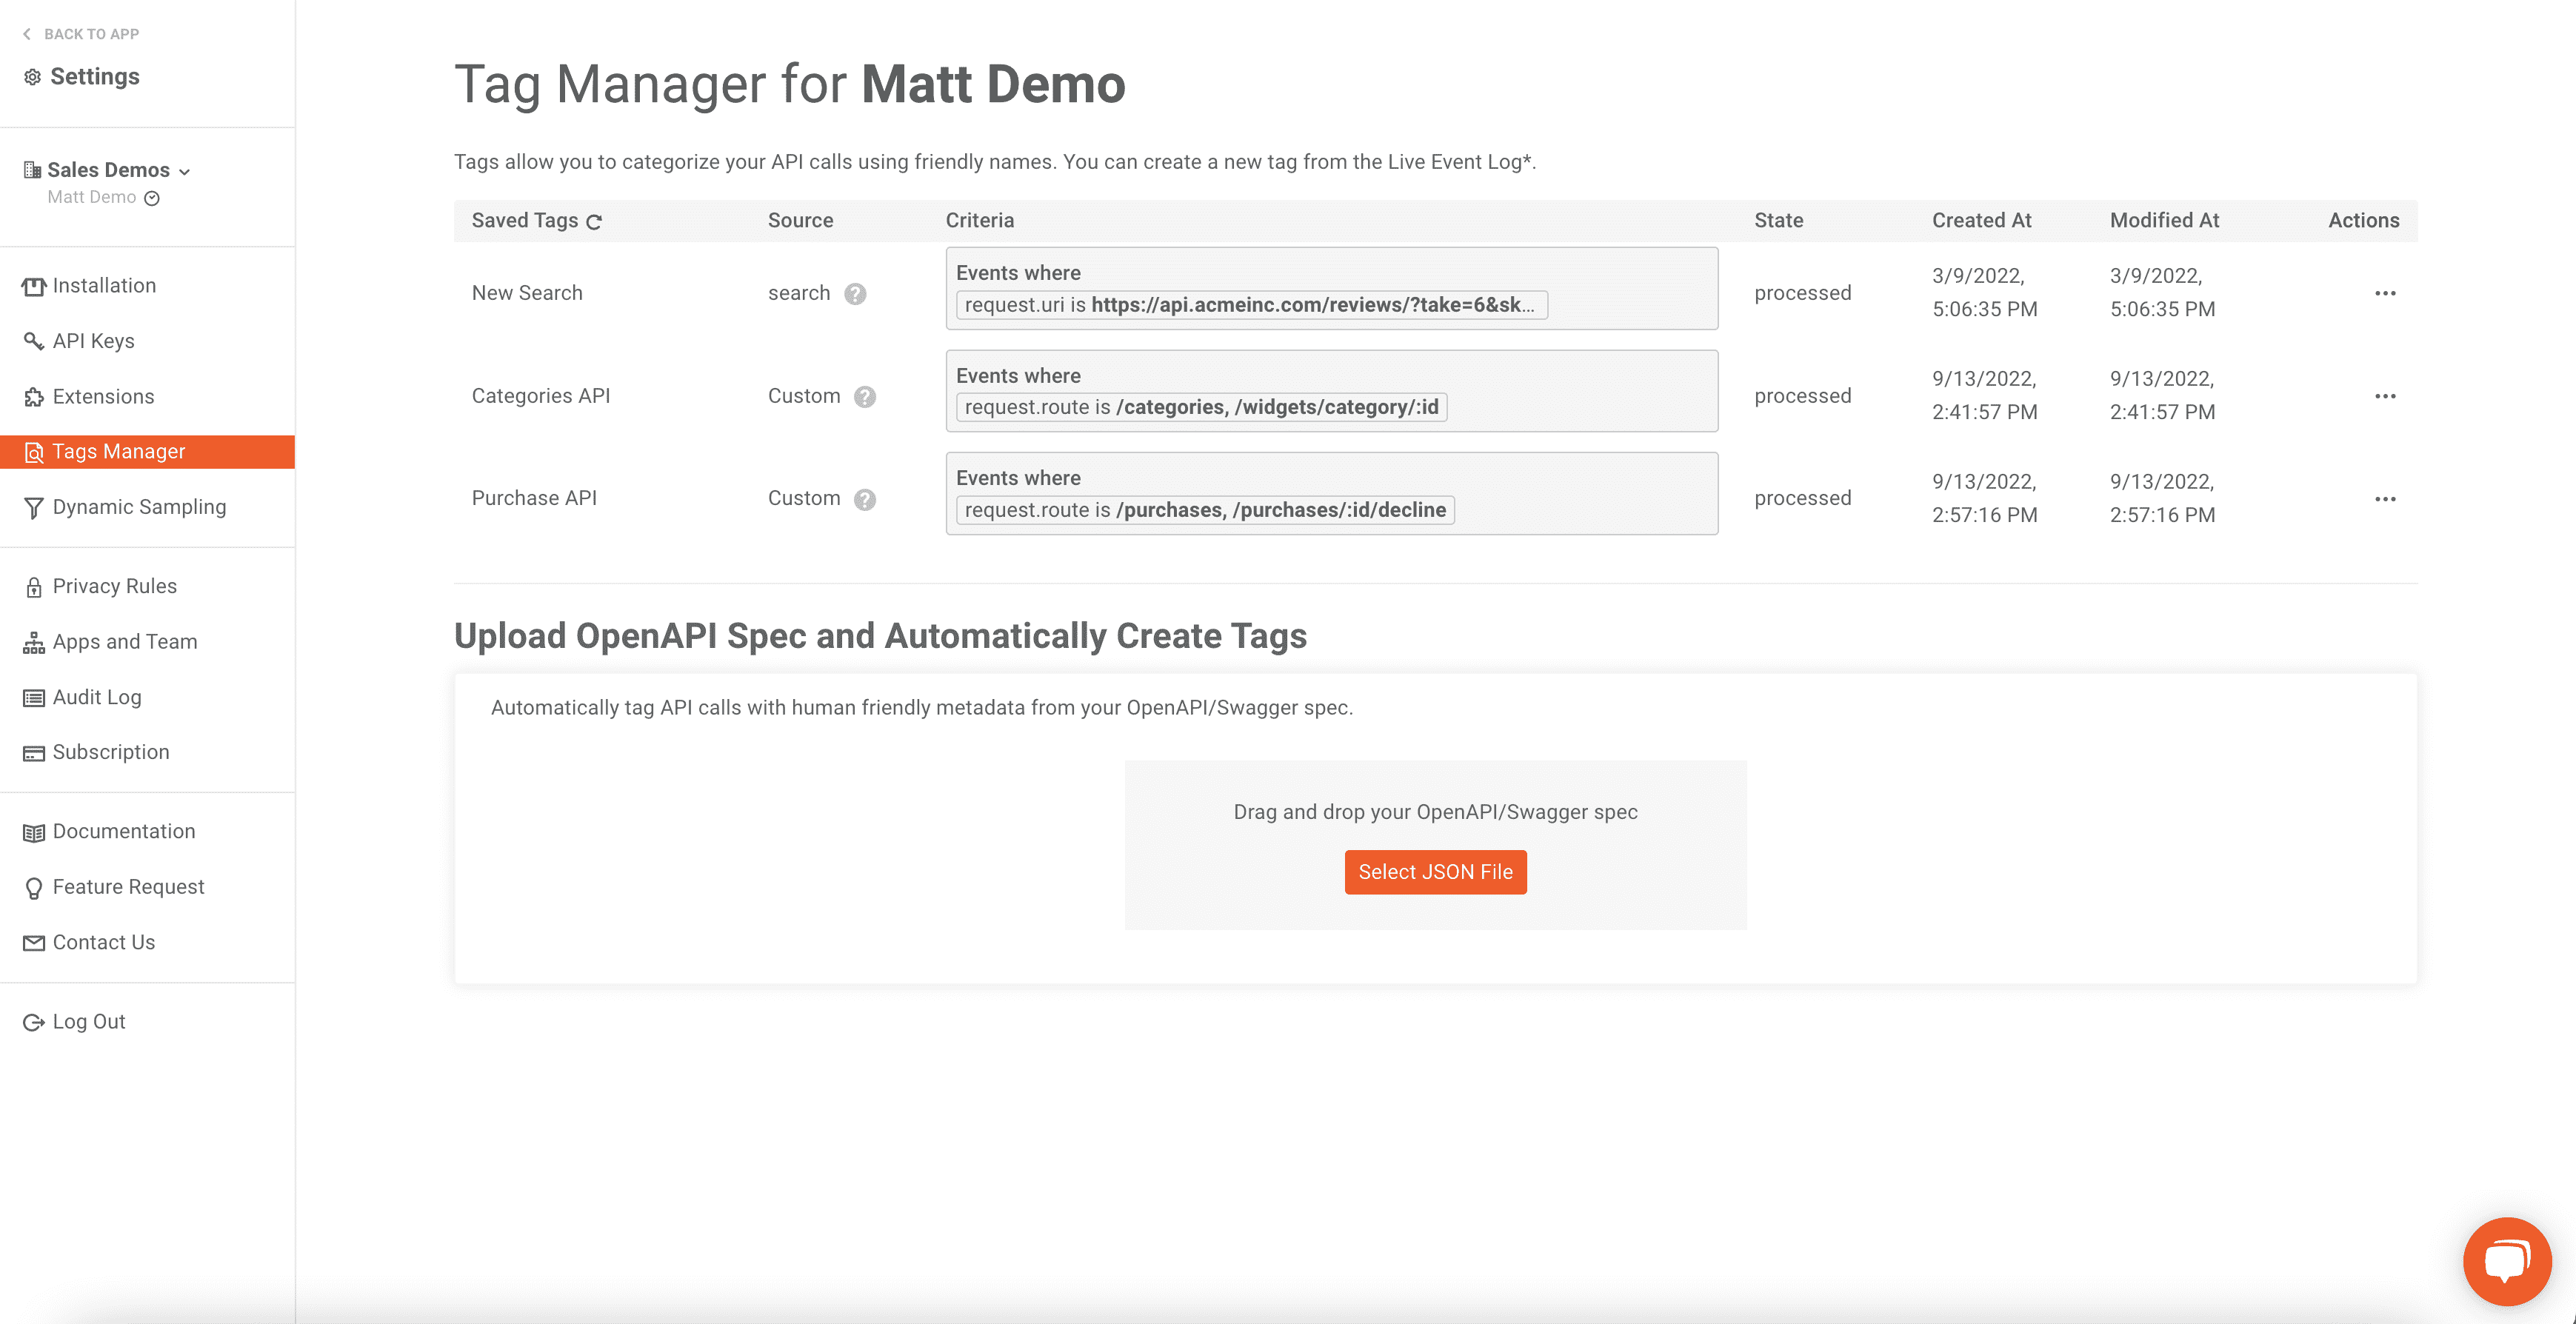 BACK TO APP
Settings
Sales Demos
Matt Demo
Installation
API Keys
Extensions
Tags Manager
Dynamic Sampling
Privacy Rules
Apps and Team
Audit Log
Subscription
Documentation
Feature Request
Contact Us
Log Out
Tag Manager for Matt Demo
Tags allow you to categorize your API calls using friendly names. You can create a new tag from the Live Event Log*.
Saved Tags Source Criteria State Created At Modified At Actions
New Search search ? Events where processed 3/9/2022, 3/9/2022, ...
request.uri is https://api.acmeinc.com/reviews/?take=6&sk... 5:06:35 PM 5:06:35 PM
Categories API Custom ? Events where processed 9/13/2022, 9/13/2022, ...
request.route is /categories, /widgets/category/:id 2:41:57 PM 2:41:57 PM
Purchase API Custom ? Events where processed 9/13/2022, 9/13/2022, ...
request.route is /purchases, /purchases/:id/decline 2:57:16 PM 2:57:16 PM
Upload OpenAPI Spec and Automatically Create Tags
Automatically tag API calls with human friendly metadata from your OpenAPI/Swagger spec.
Drag and drop your OpenAPI/Swagger spec
Select JSON File